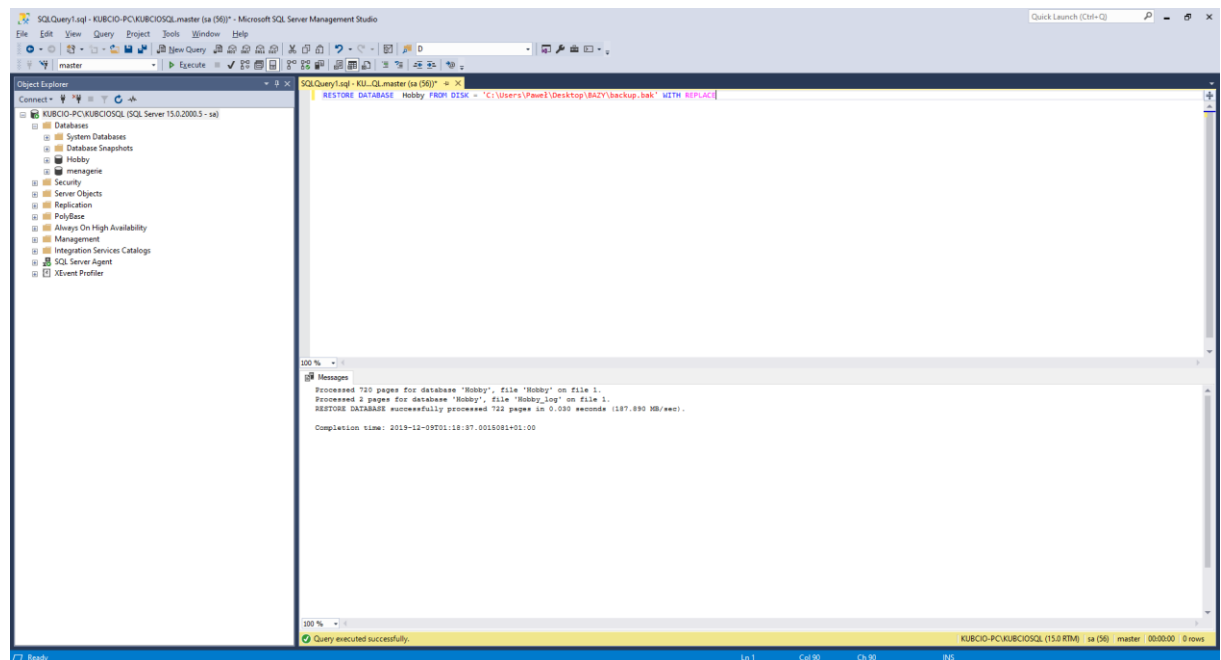 SQLQuery1.sql - KUBCIO-PC\KUBCIOSQL.master (sa (56))* - Microsoft SQL Server Management Studio
Quick Launch (Ctrl+Q)
File Edit View Query Project Tools Window Help
New Query
D
master
Execute
Object Explorer
SQLQuery1.sql - KU...QL.master (sa (56))*
Connect
RESTORE DATABASE Hobby FROM DISK = 'C:\Users\Paweł\Desktop\BAZY\backup.bak' WITH REPLACE
KUBCIO-PC\KUBCIOSQL (SQL Server 15.0.2000.5 - sa)
Databases
System Databases
Database Snapshots
Hobby
menagerie
Security
Server Objects
Replication
PolyBase
Always On High Availability
Management
Integration Services Catalogs
SQL Server Agent
XEvent Profiler
100 %
Messages
Processed 720 pages for database 'Hobby', file 'Hobby' on file 1.
Processed 2 pages for database 'Hobby', file 'Hobby_log' on file 1.
RESTORE DATABASE successfully processed 722 pages in 0.030 seconds (187.890 MB/sec).
Completion time: 2019-12-09T01:18:37.0015081+01:00
100 %
Query executed successfully.
KUBCIO-PC\KUBCIOSQL (15.0 RTM) sa (56) master 00:00:00 0 rows
Ready
Ln 1 Col 90 Ch 90 INS